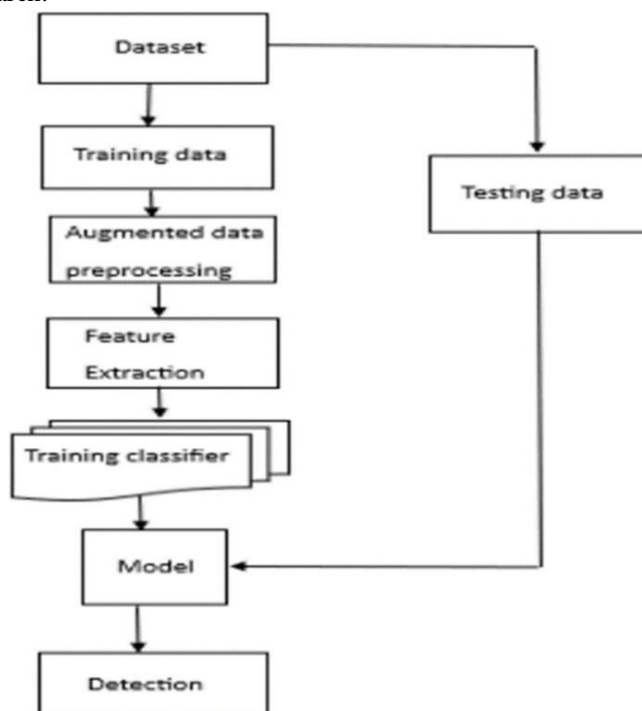 Dataset
Training data
Testing data
Augmented data
preprocessing
Feature
Extraction
Training classifier
Model
Detection